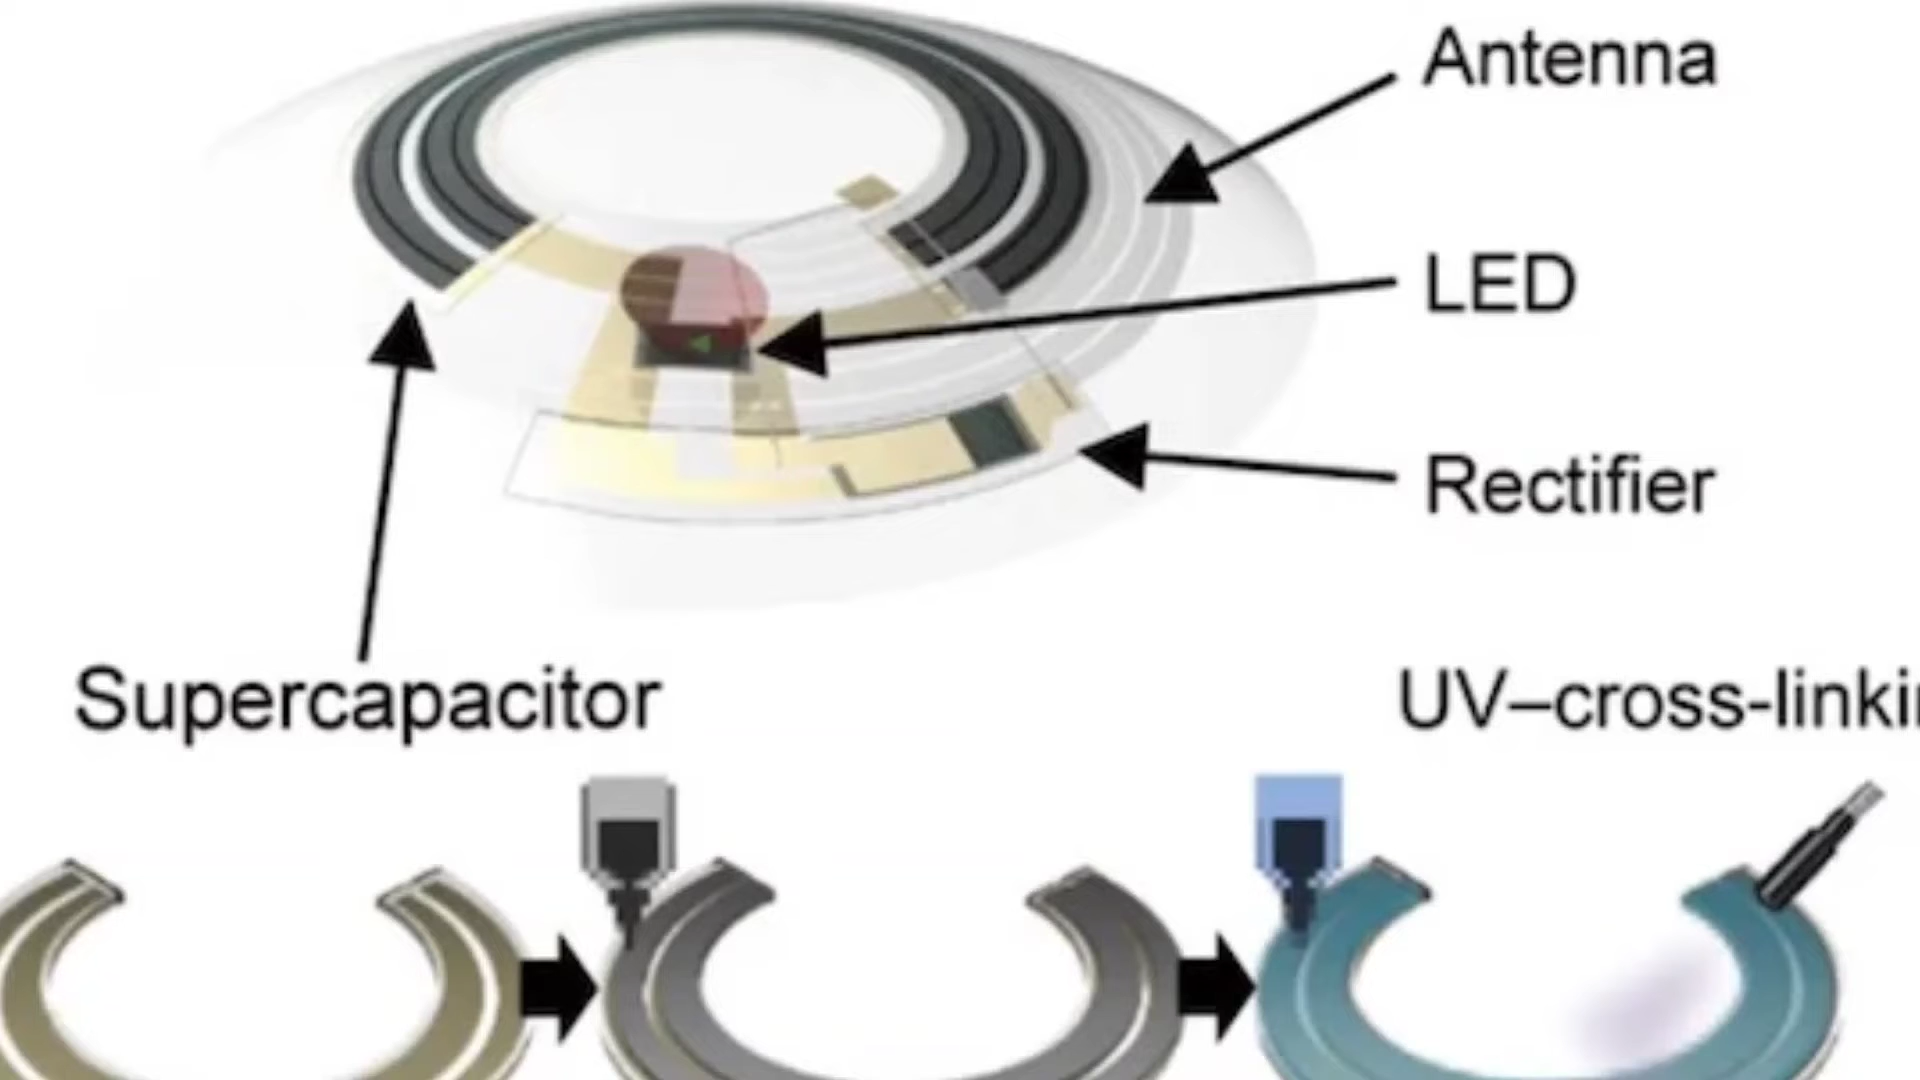 Antenna
LED
Rectifier
Supercapacitor
UV–cross-linki